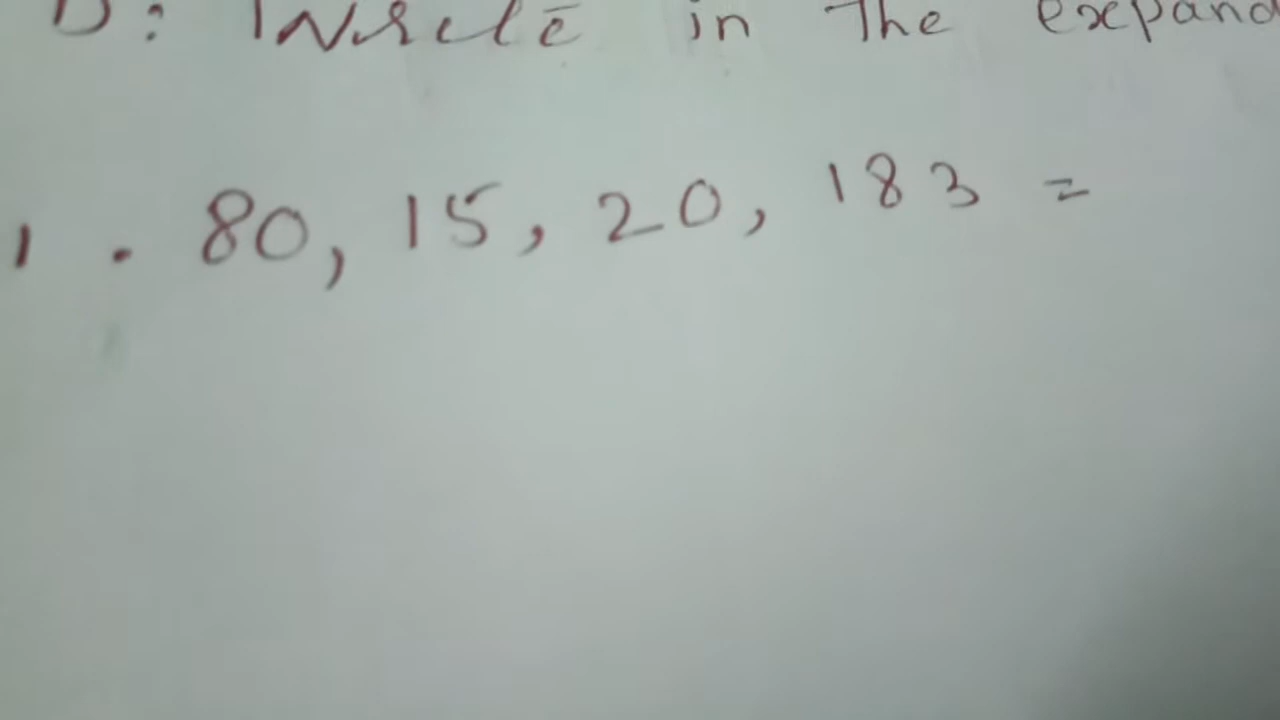 D: Write in The expand
1. 80, 15, 20, 183 =